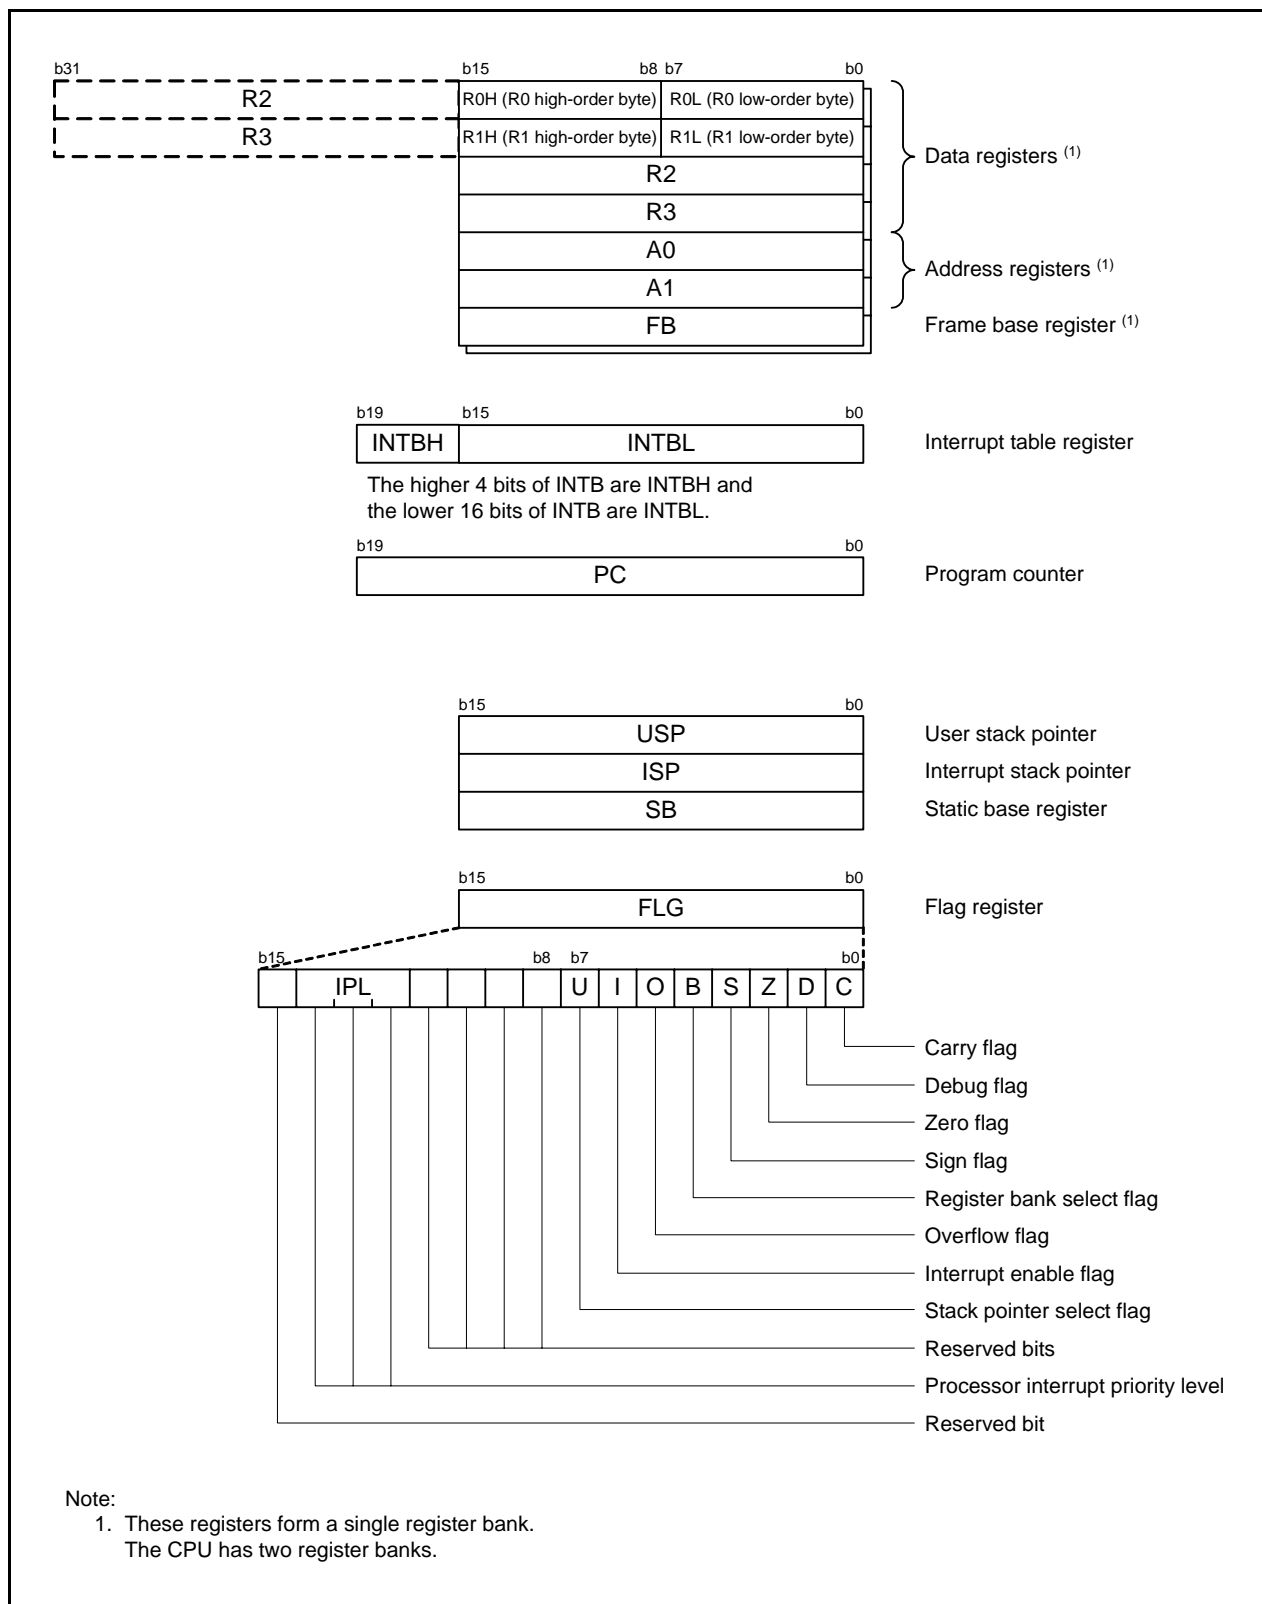 b31 b15 b8 b7 b0
R2 R0H (R0 high-order byte) R0L (R0 low-order byte)
R3 R1H (R1 high-order byte) R1L (R1 low-order byte)
Data registers (1)
R2
R3
A0
Address registers (1)
A1
FB Frame base register (1)
b19 b15 b0
INTBH INTBL Interrupt table register
The higher 4 bits of INTB are INTBH and
the lower 16 bits of INTB are INTBL.
b19 b0
PC Program counter
b15 b0
USP User stack pointer
ISP Interrupt stack pointer
SB Static base register
b15 b0
FLG Flag register
b15 b8 b7 b0
IPL U I O B S Z D C
Carry flag
Debug flag
Zero flag
Sign flag
Register bank select flag
Overflow flag
Interrupt enable flag
Stack pointer select flag
Reserved bits
Processor interrupt priority level
Reserved bit
Note:
1. These registers form a single register bank.
The CPU has two register banks.